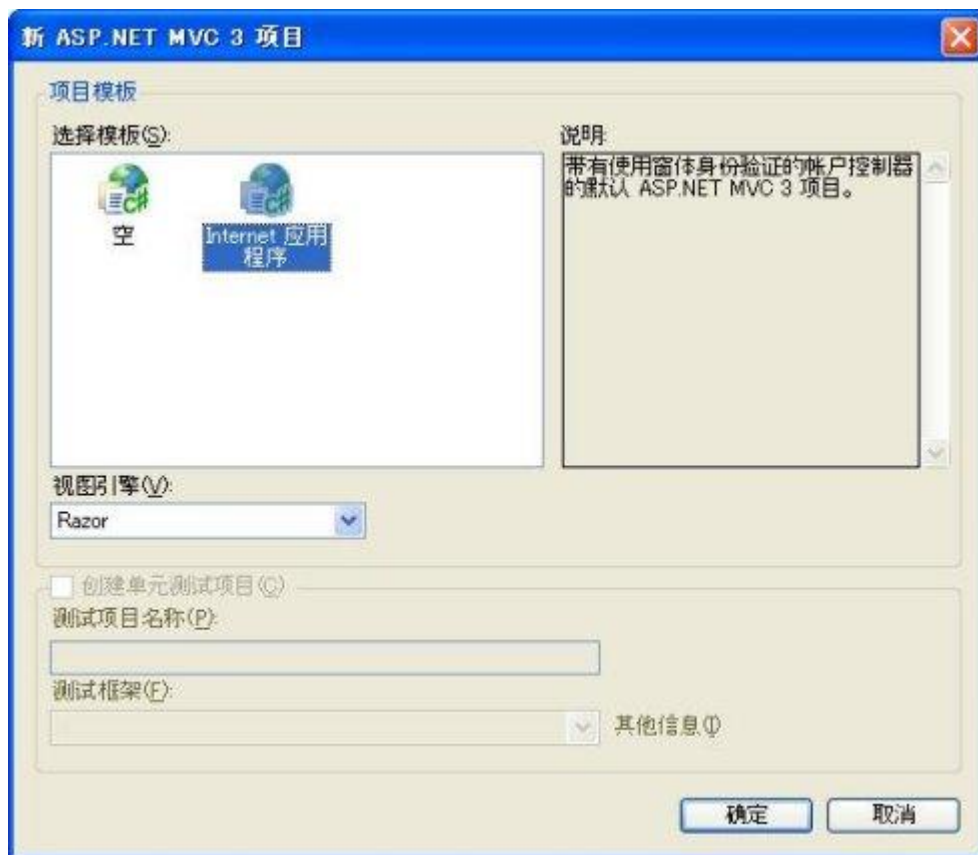 新 ASP.NET MVC 3 项目
项目模板
选择模板(S):
说明:
空
Internet 应用
程序
带有使用窗体身份验证的帐户控制器
的默认 ASP.NET MVC 3 项目。
视图引擎(V):
Razor
创建单元测试项目(C)
测试项目名称(P):
测试框架(F):
其他信息(I)
确定
取消